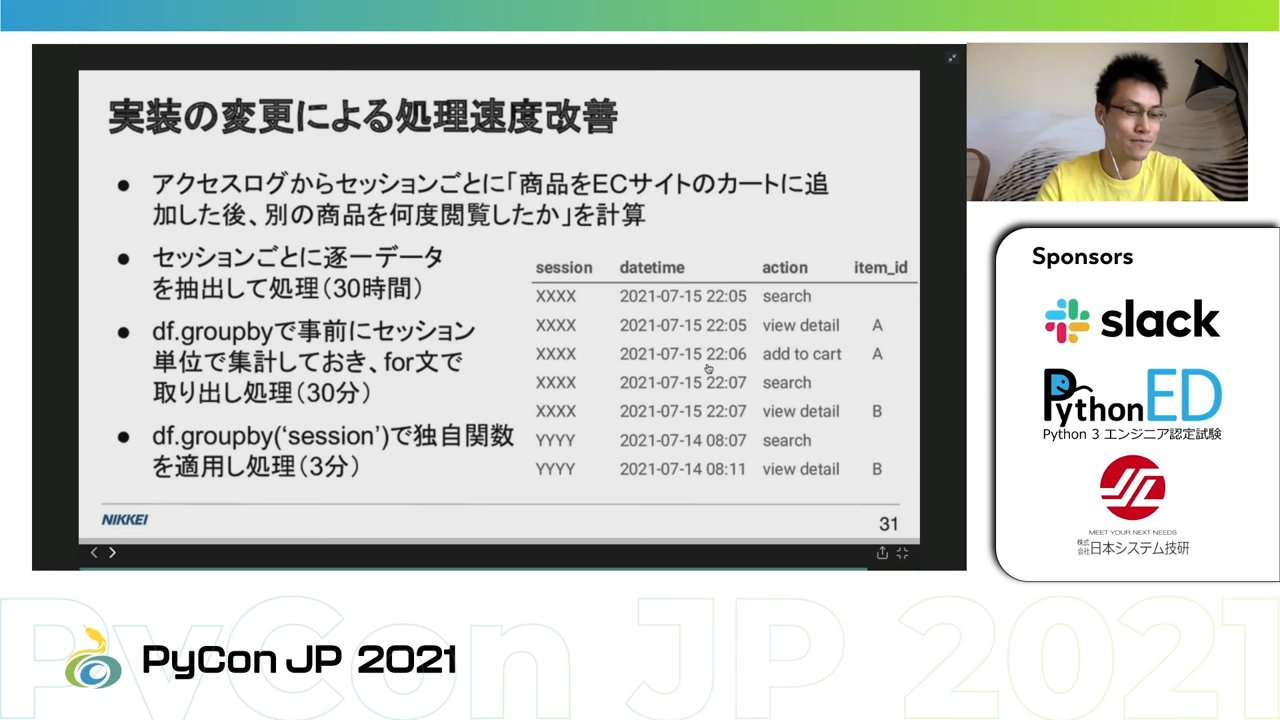 実装の変更による処理速度改善
● アクセスログからセッションごとに「商品をECサイトのカートに追
加した後、別の商品を何度閲覧したか」を計算
● セッションごとに逐一データ
を抽出して処理（30時間）
● df.groupbyで事前にセッション
単位で集計しておき、for文で
取り出し処理（30分）
● df.groupby(‘session’)で独自関数
を適用し処理（3分）
session datetime action item_id
XXXX 2021-07-15 22:05 search
XXXX 2021-07-15 22:05 view detail A
XXXX 2021-07-15 22:06 add to cart A
XXXX 2021-07-15 22:07 search
XXXX 2021-07-15 22:07 view detail B
YYYY 2021-07-14 08:07 search
YYYY 2021-07-14 08:11 view detail B
NIKKEI
31
Sponsors
slack
PythonED
Python 3 エンジニア認定試験
MEET YOUR NEXT NEEDS
株式会社日本システム技研
PyCon JP 2021
PyCon JP 2021